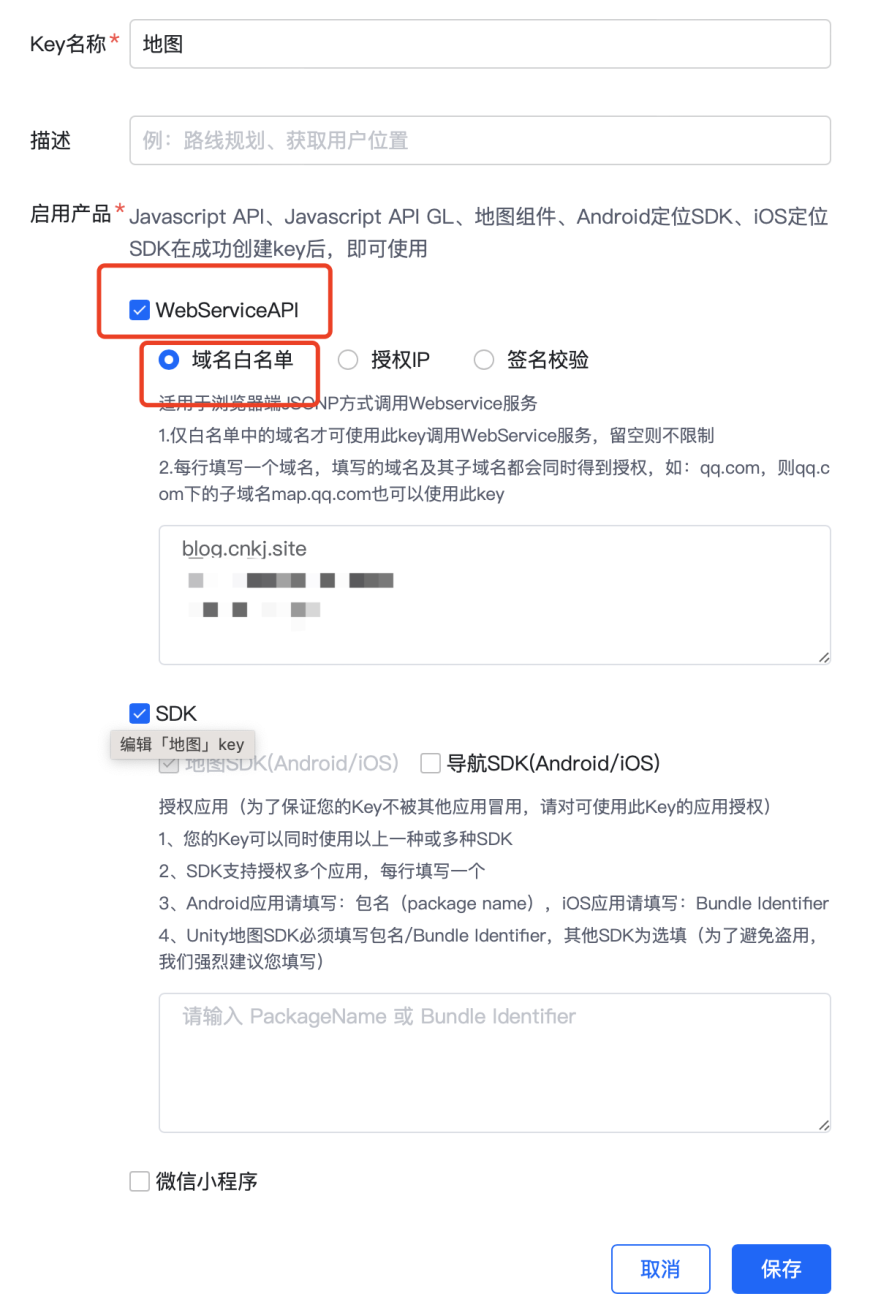 Key名称* 地图
描述 例：路线规划、获取用户位置
启用产品* Javascript API、Javascript API GL、地图组件、Android定位SDK、iOS定位
SDK在成功创建key后，即可使用
WebServiceAPI
域名白名单 授权IP 签名校验
适用于浏览器端JSONP方式调用Webservice服务
1.仅白名单中的域名才可使用此key调用WebService服务，留空则不限制
2.每行填写一个域名，填写的域名及其子域名都会同时得到授权，如：qq.com，则qq.c
om下的子域名map.qq.com也可以使用此key
blog.cnkj.site
SDK
编辑「地图」key
地图SDK(Android/iOS) 导航SDK(Android/iOS)
授权应用（为了保证您的Key不被其他应用冒用，请对可使用此Key的应用授权）
1、您的Key可以同时使用以上一种或多种SDK
2、SDK支持授权多个应用，每行填写一个
3、Android应用请填写：包名（package name），iOS应用请填写：Bundle Identifier
4、Unity地图SDK必须填写包名/Bundle Identifier，其他SDK为选填（为了避免盗用，
我们强烈建议您填写）
请输入 PackageName 或 Bundle Identifier
微信小程序
取消 保存